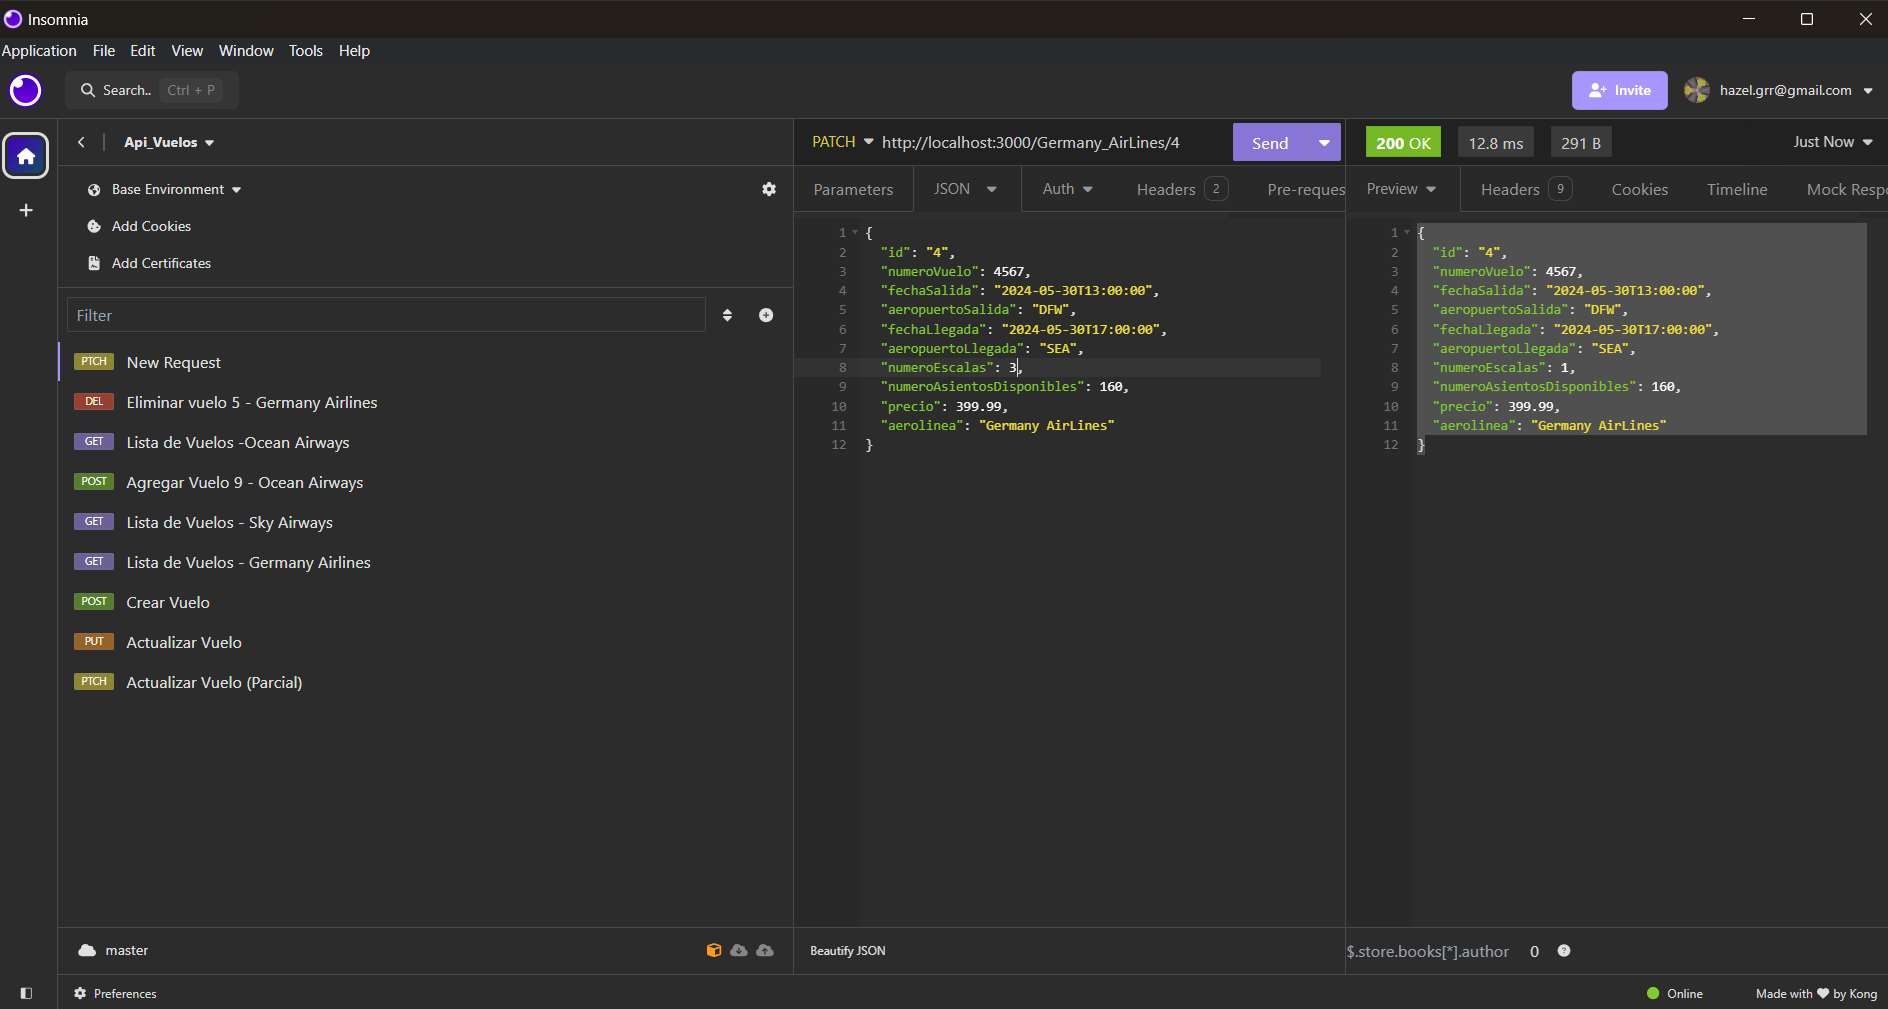 Insomnia
Application File Edit View Window Tools Help
Search.. Ctrl + P
Invite
hazel.grr@gmail.com
Api_Vuelos
Base Environment
Add Cookies
Add Certificates
Filter
PTCH New Request
DEL Eliminar vuelo 5 - Germany Airlines
GET Lista de Vuelos -Ocean Airways
POST Agregar Vuelo 9 - Ocean Airways
GET Lista de Vuelos - Sky Airways
GET Lista de Vuelos - Germany Airlines
POST Crear Vuelo
PUT Actualizar Vuelo
PTCH Actualizar Vuelo (Parcial)
master
Preferences
PATCH http://localhost:3000/Germany_AirLines/4 Send
Parameters JSON Auth Headers 2 Pre-reques
1 {
2 "id": "4",
3 "numeroVuelo": 4567,
4 "fechaSalida": "2024-05-30T13:00:00",
5 "aeropuertoSalida": "DFW",
6 "fechaLlegada": "2024-05-30T17:00:00",
7 "aeropuertoLlegada": "SEA",
8 "numeroEscalas": 3,
9 "numeroAsientosDisponibles": 160,
10 "precio": 399.99,
11 "aerolinea": "Germany AirLines"
12 }
Beautify JSON
200 OK 12.8 ms 291 B Just Now
Preview Headers 9 Cookies Timeline Mock Resp
1 {
2 "id": "4",
3 "numeroVuelo": 4567,
4 "fechaSalida": "2024-05-30T13:00:00",
5 "aeropuertoSalida": "DFW",
6 "fechaLlegada": "2024-05-30T17:00:00",
7 "aeropuertoLlegada": "SEA",
8 "numeroEscalas": 1,
9 "numeroAsientosDisponibles": 160,
10 "precio": 399.99,
11 "aerolinea": "Germany AirLines"
12 }
$.store.books[*].author 0
Online
Made with ♥ by Kong